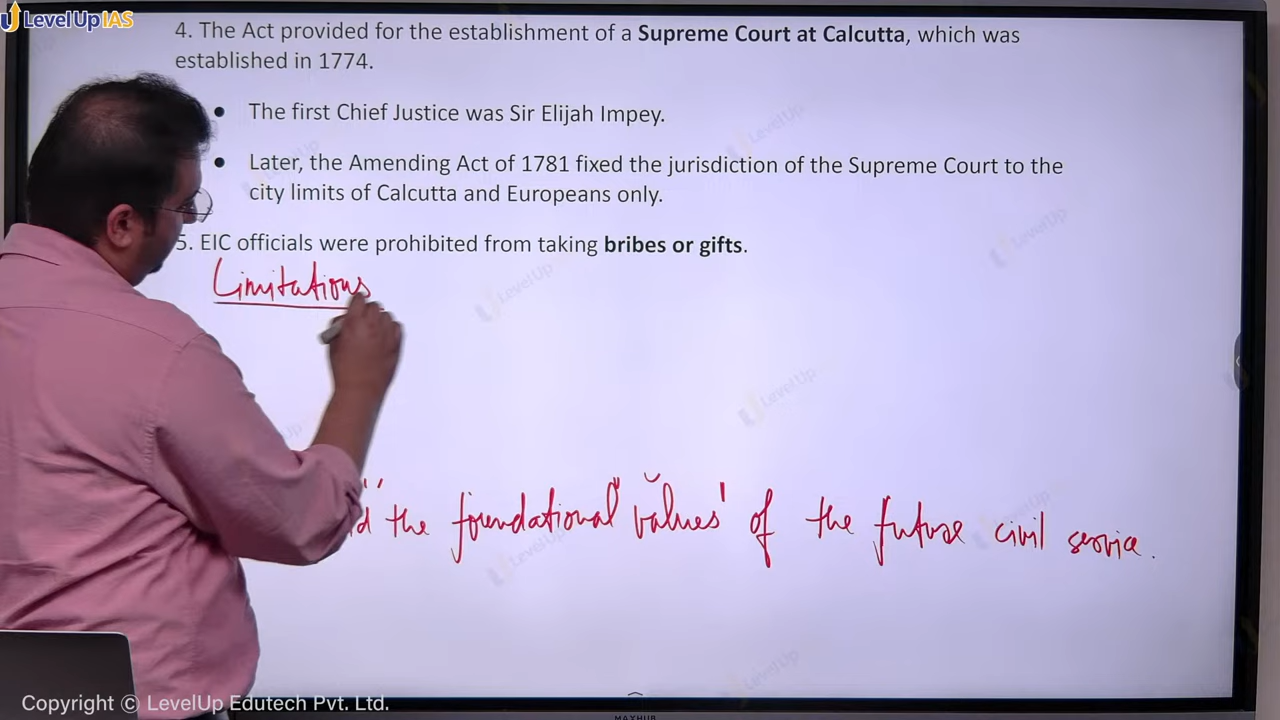 LevelUp IAS
4. The Act provided for the establishment of a Supreme Court at Calcutta, which was
established in 1774.
• The first Chief Justice was Sir Elijah Impey.
• Later, the Amending Act of 1781 fixed the jurisdiction of the Supreme Court to the
city limits of Calcutta and Europeans only.
5. EIC officials were prohibited from taking bribes or gifts.
Limitations
the foundational values' of the future civil service.
Copyright © LevelUp Edutech Pvt. Ltd.
MAXHUB